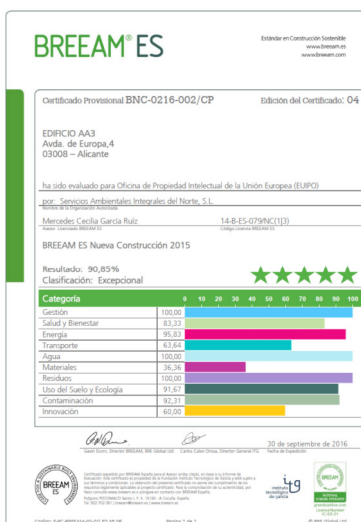 BREEAM® ES
Estándar en Construcción Sostenible
www.breeam.es
www.breeam.com
Certificado Provisional BNC-0216-002/CP
Edición del Certificado: 04
EDIFICIO AA3
Avda. de Europa,4
03008 – Alicante
ha sido evaluado para Oficina de Propiedad Intelectual de la Unión Europea (EUIPO)
por: Servicios Ambientales Integrales del Norte, S.L.
Nombre de la Organización Autorizada
Mercedes Cecilia García Ruiz
14-B-ES-079/NC(1J3)
Asesor Licenciado BREEAM ES
Código Licencia BREEAM ES
BREEAM ES Nueva Construcción 2015
Resultado: 90,85%
Clasificación: Excepcional
Categoría 0 10 20 30 40 50 60 70 80 90 100
Gestión 100,00
Salud y Bienestar 83,33
Energía 95,83
Transporte 63,64
Agua 100,00
Materiales 36,36
Residuos 100,00
Uso del Suelo y Ecología 91,67
Contaminación 92,31
Innovación 60,00
30 de septiembre de 2016
Fecha de Expedición
BREEAM
ES
itg
instituto
tecnológico
de galicia